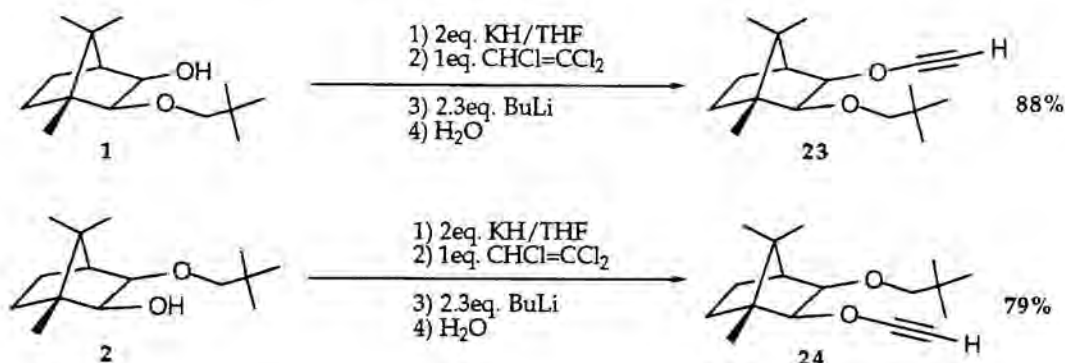 1) 2eq. KH/THF
2) 1eq. CHCl=CCl₂
3) 2.3eq. BuLi
4) H₂O
OH
O
1
O
H
O
23
88%
1) 2eq. KH/THF
2) 1eq. CHCl=CCl₂
3) 2.3eq. BuLi
4) H₂O
O
OH
2
O
O
H
24
79%